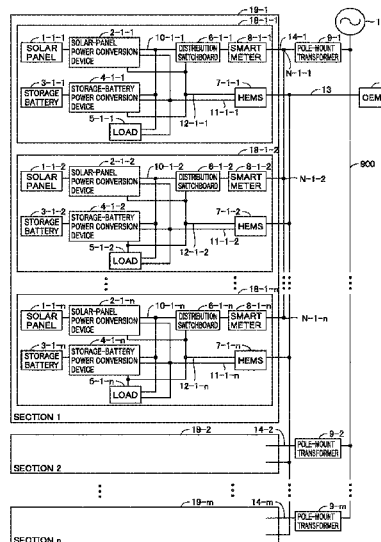 19-1
18-1-1
1-1-1
2-1-1
10-1-1
6-1-1
8-1-1
14-1
9-1
SOLAR PANEL
SOLAR-PANEL POWER CONVERSION DEVICE
DISTRIBUTION SWITCHBOARD
SMART METER
POLE-MOUNT TRANSFORMER
3-1-1
4-1-1
N-1-1
7-1-1
13
STORAGE BATTERY
STORAGE-BATTERY POWER CONVERSION DEVICE
HEMS
5-1-1
LOAD
12-1-1
11-1-1
900
18-1-2
1-1-2
2-1-2
10-1-2
6-1-2
8-1-2
SOLAR PANEL
SOLAR-PANEL POWER CONVERSION DEVICE
DISTRIBUTION SWITCHBOARD
SMART METER
N-1-2
3-1-2
4-1-2
7-1-2
STORAGE BATTERY
STORAGE-BATTERY POWER CONVERSION DEVICE
HEMS
5-1-2
LOAD
12-1-2
11-1-2
18-1-n
1-1-n
2-1-n
10-1-n
6-1-n
8-1-n
SOLAR PANEL
SOLAR-PANEL POWER CONVERSION DEVICE
DISTRIBUTION SWITCHBOARD
SMART METER
N-1-n
3-1-n
4-1-n
7-1-n
STORAGE BATTERY
STORAGE-BATTERY POWER CONVERSION DEVICE
HEMS
5-1-n
LOAD
12-1-n
11-1-n
SECTION 1
19-2
14-2
9-2
POLE-MOUNT TRANSFORMER
SECTION 2
19-m
14-m
9-m
POLE-MOUNT TRANSFORMER